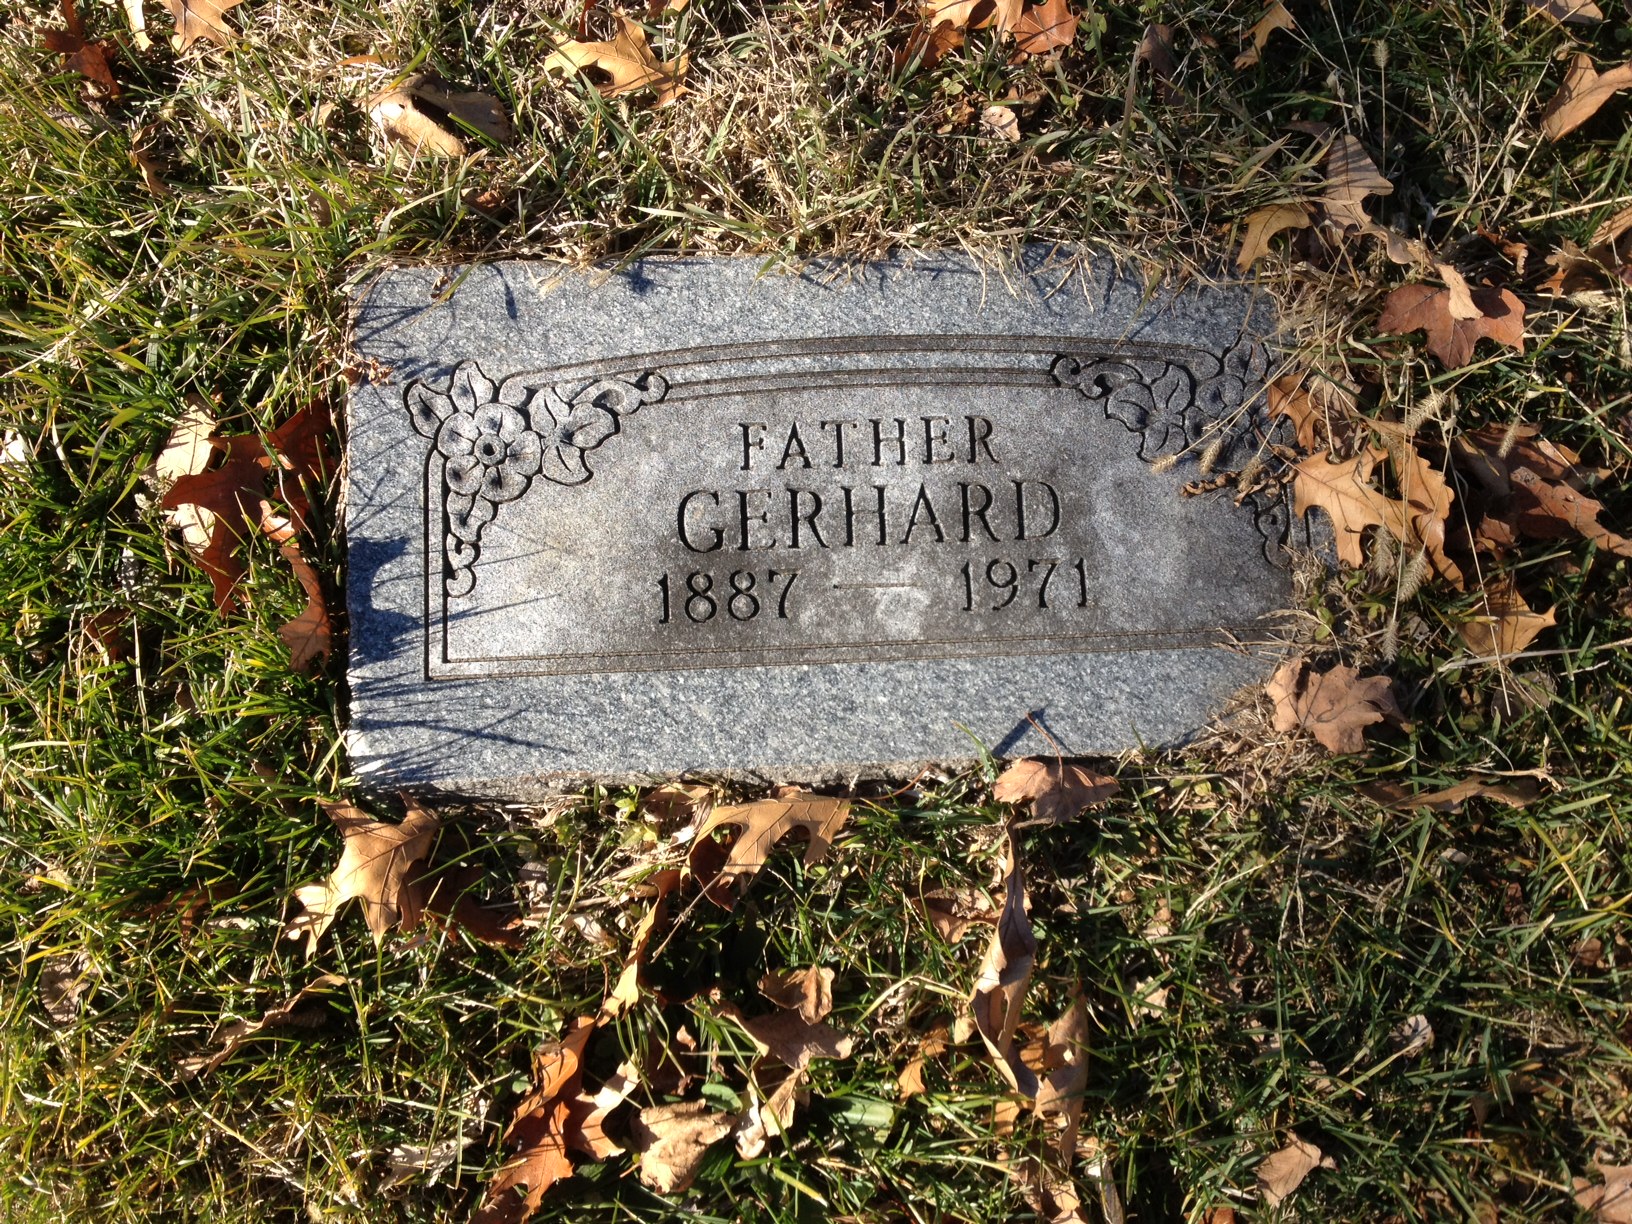 FATHER
GERHARD
1887 — 1971